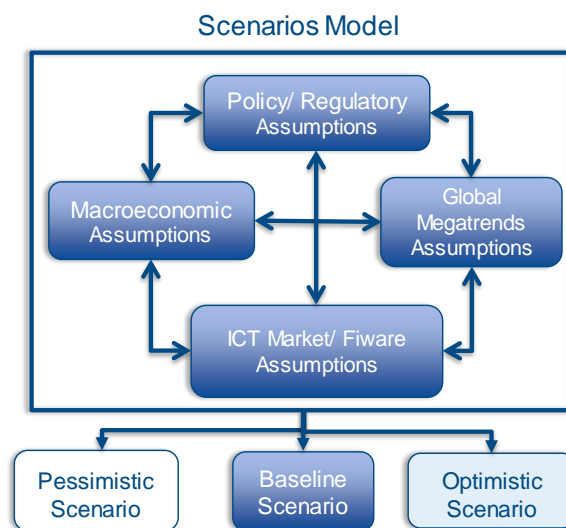 Scenarios Model
Policy/ Regulatory
Assumptions
Macroeconomic
Assumptions
Global
Megatrends
Assumptions
ICT Market/ Fiware
Assumptions
Pessimistic
Scenario
Baseline
Scenario
Optimistic
Scenario